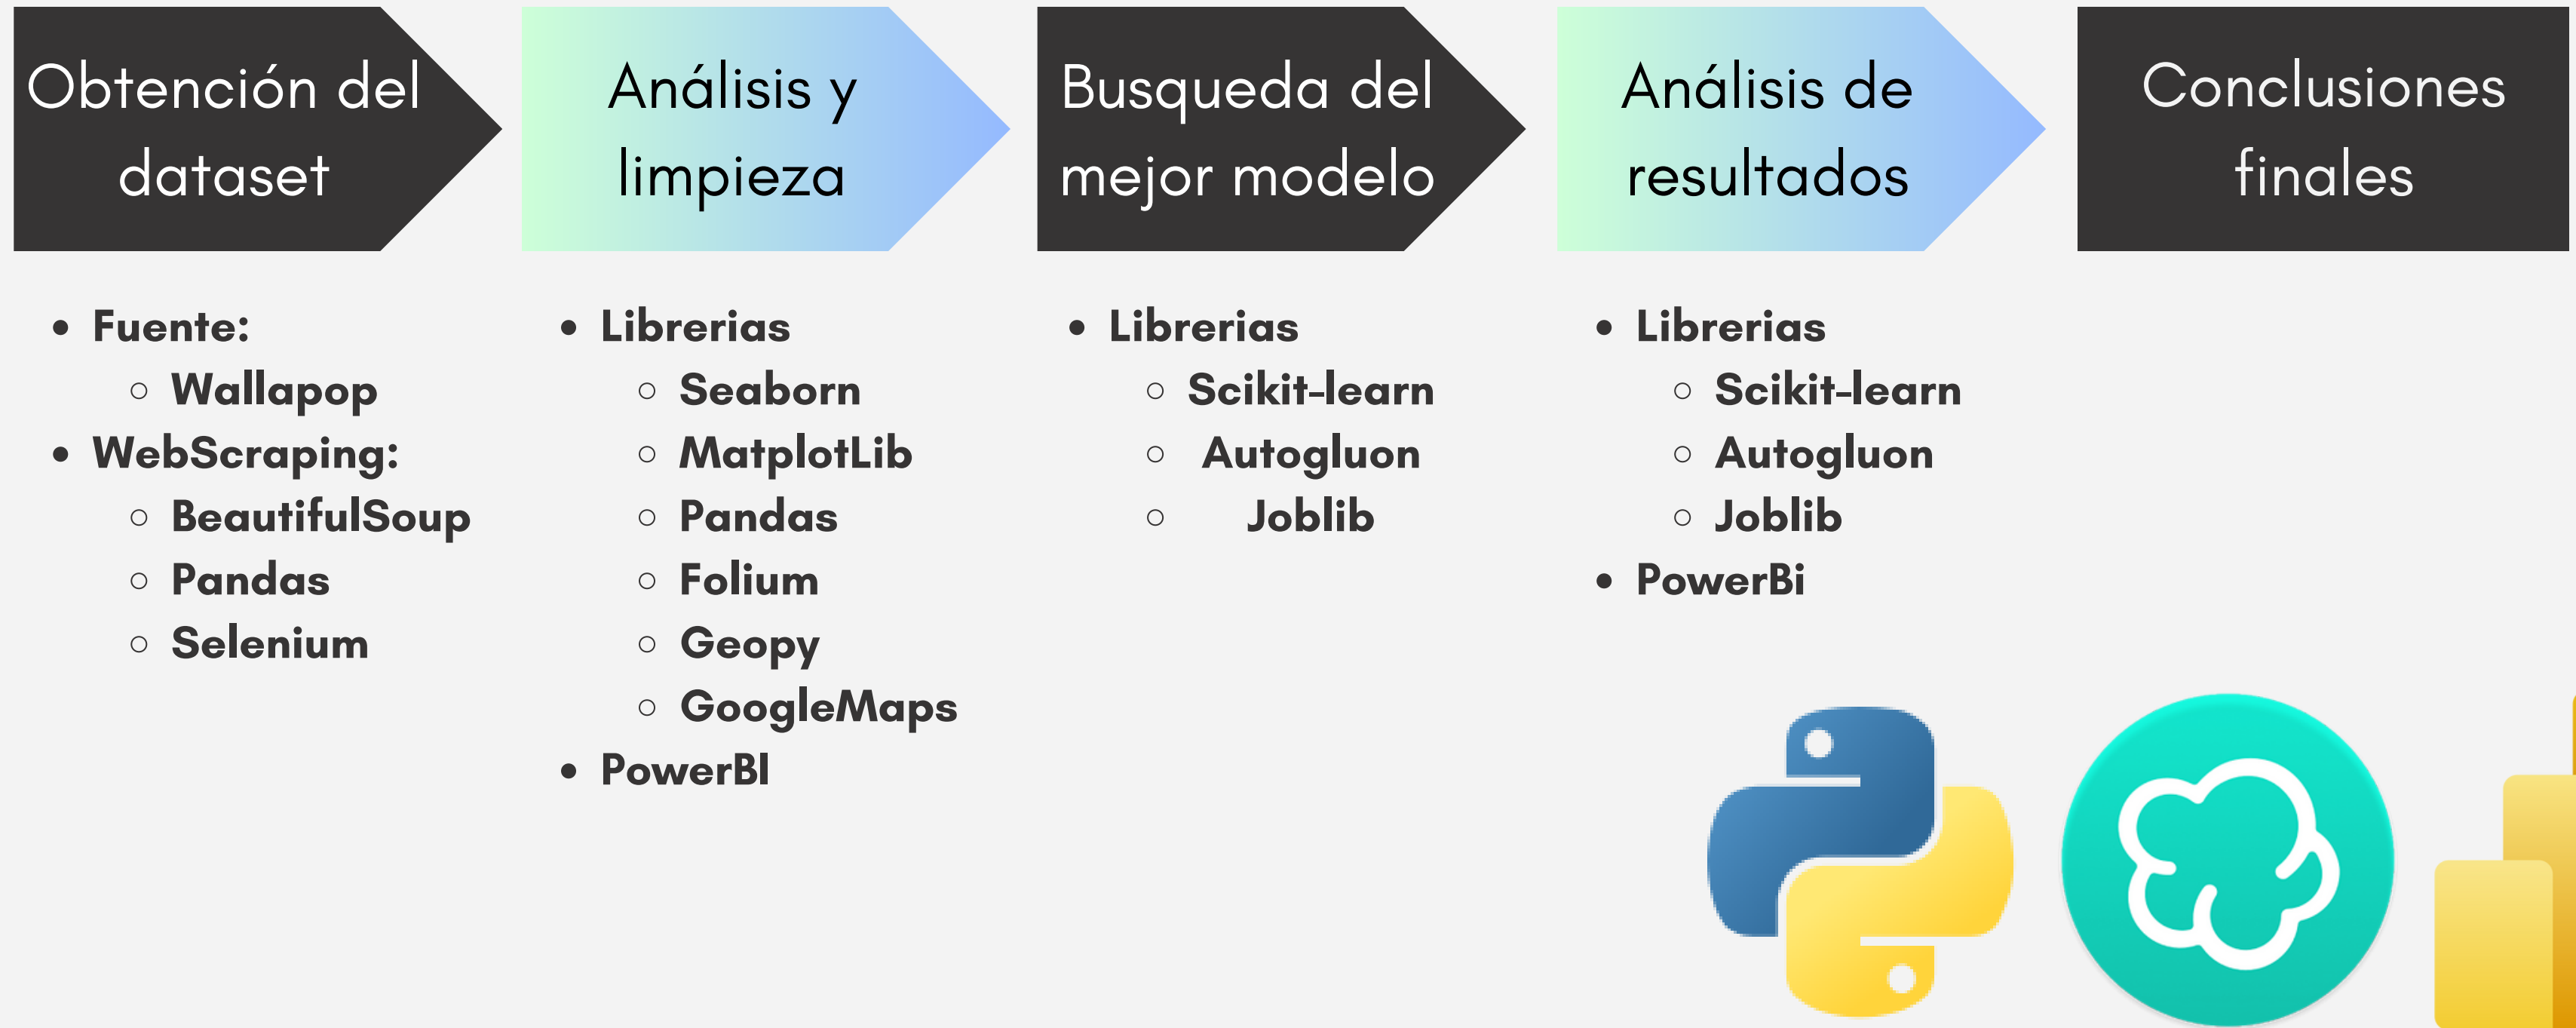 Obtención del
dataset
Análisis y
limpieza
Busqueda del
mejor modelo
Análisis de
resultados
Conclusiones
finales
Fuente:
Wallapop
WebScraping:
BeautifulSoup
Pandas
Selenium
Librerias
Seaborn
MatplotLib
Pandas
Folium
Geopy
GoogleMaps
PowerBI
Librerias
Scikit-learn
Autogluon
Joblib
Librerias
Scikit-learn
Autogluon
Joblib
PowerBi